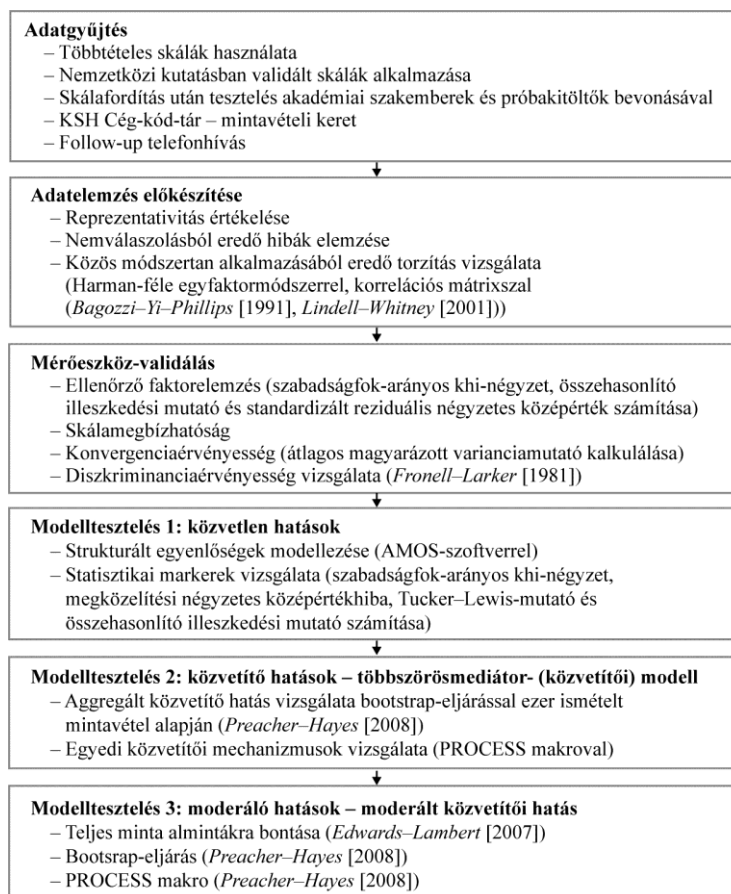 Adatgyűjtés
– Többtételes skálák használata
– Nemzetközi kutatásban validált skálák alkalmazása
– Skálafordítás után tesztelés akadémiai szakemberek és próbakitöltők bevonásával
– KSH Cég-kód-tár – mintavételi keret
– Follow-up telefonhívás
Adatelemzés előkészítése
– Reprezentativitás értékelése
– Nemválaszolásból eredő hibák elemzése
– Közös módszertan alkalmazásából eredő torzítás vizsgálata
(Harman-féle egyfaktormódszerrel, korrelációs mátrixszal
(Bagozzi–Yi–Phillips [1991], Lindell–Whitney [2001]))
Mérőeszköz-validálás
– Ellenőrző faktorelemzés (szabadságfok-arányos khi-négyzet, összehasonlító
illeszkedési mutató és standardizált reziduális négyzetes középérték számítása)
– Skálamegbízhatóság
– Konvergenciaérvényesség (átlagos magyarázott varianciamutató kalkulálása)
– Diszkriminanciaérvényesség vizsgálata (Fronell–Larker [1981])
Modelltesztelés 1: közvetlen hatások
– Strukturált egyenlőségek modellezése (AMOS-szoftverrel)
– Statisztikai markerek vizsgálata (szabadságfok-arányos khi-négyzet,
megközelítési négyzetes középértékhiba, Tucker–Lewis-mutató és
összehasonlító illeszkedési mutató számítása)
Modelltesztelés 2: közvetítő hatások – többszörösmediátor- (közvetítői) modell
– Aggregált közvetítő hatás vizsgálata bootstrap-eljárással ezer ismételt
mintavétel alapján (Preacher–Hayes [2008])
– Egyedi közvetítői mechanizmusok vizsgálata (PROCESS makroval)
Modelltesztelés 3: moderáló hatások – moderált közvetítői hatás
– Teljes minta almintákra bontása (Edwards–Lambert [2007])
– Bootsrap-eljárás (Preacher–Hayes [2008])
– PROCESS makro (Preacher–Hayes [2008])